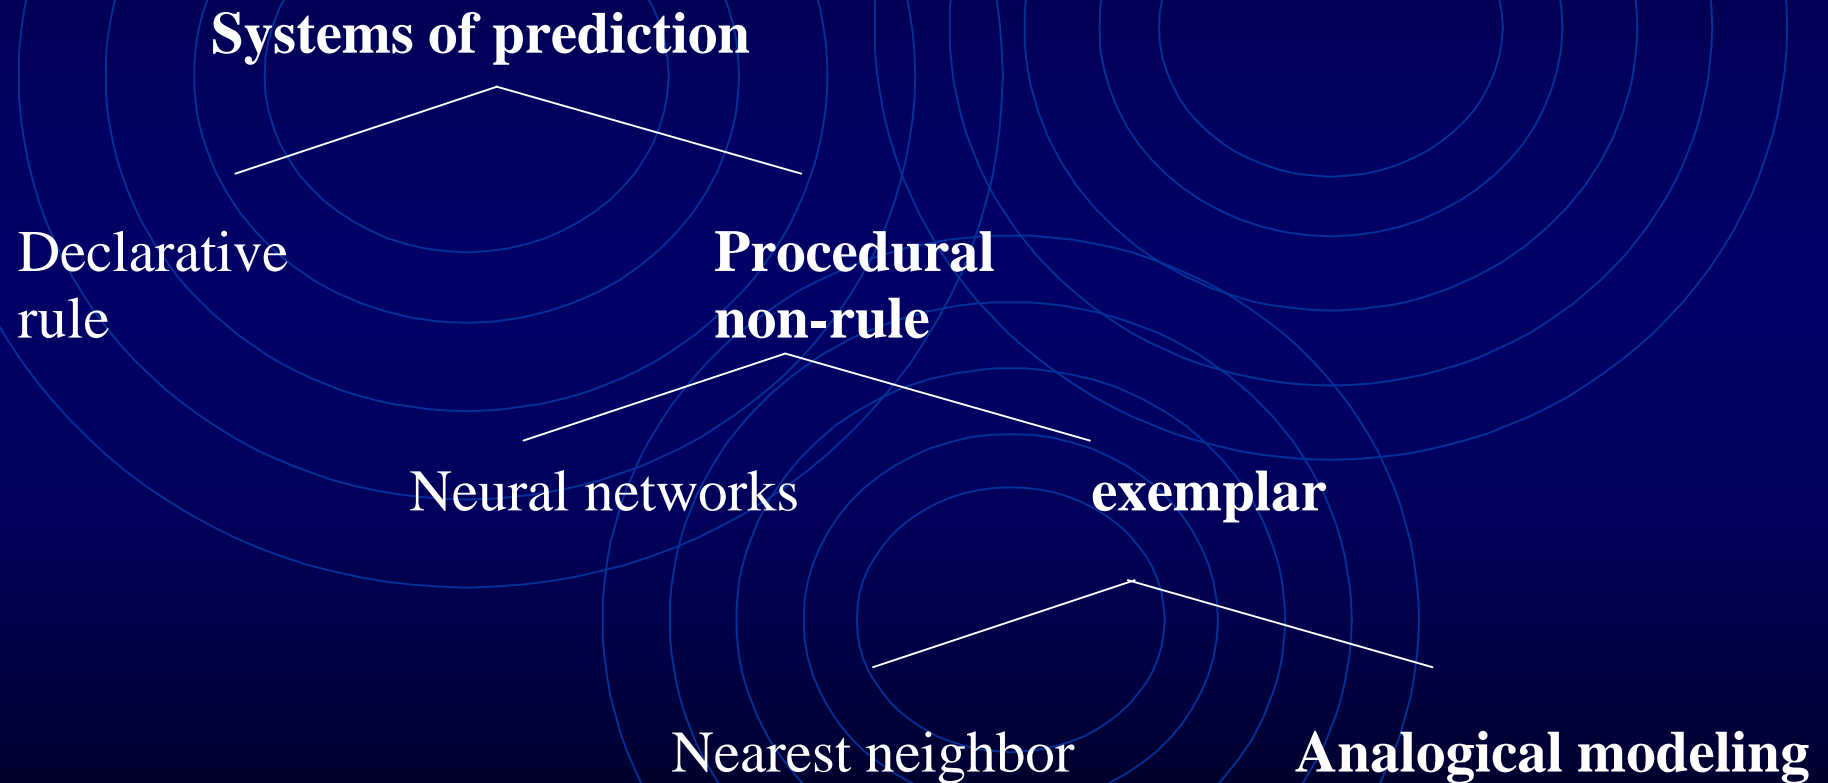 Systems of prediction
Declarative
rule
Procedural
non-rule
Neural networks
exemplar
Nearest neighbor
Analogical modeling